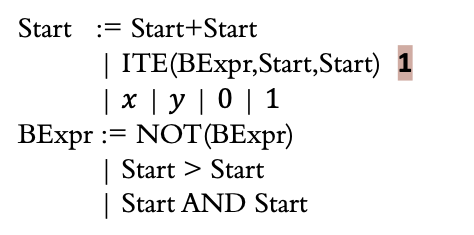 Start := Start+Start
| ITE(BExpr,Start,Start) 1
| x | y | 0 | 1
BExpr := NOT(BExpr)
| Start > Start
| Start AND Start